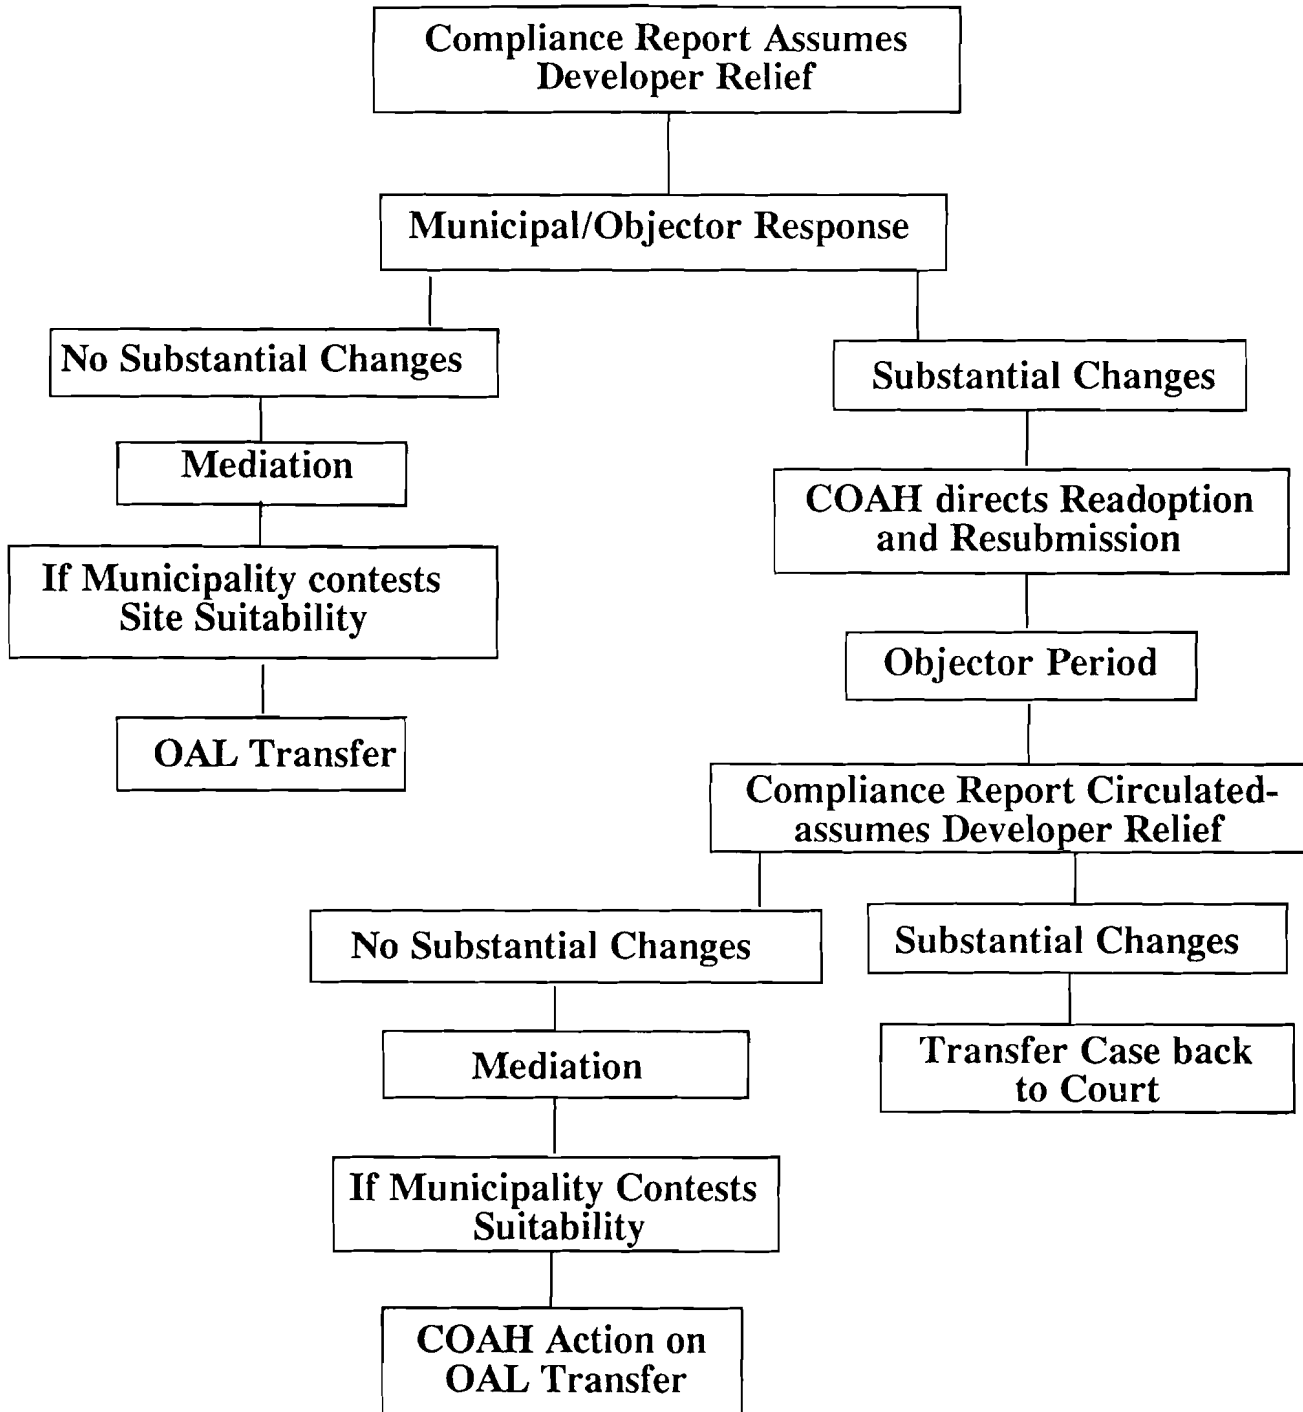 Compliance Report Assumes
Developer Relief
Municipal/Objector Response
No Substantial Changes
Mediation
If Municipality contests
Site Suitability
OAL Transfer
Substantial Changes
COAH directs Readoption
and Resubmission
Objector Period
Compliance Report Circulated-
assumes Developer Relief
No Substantial Changes
Mediation
If Municipality Contests
Suitability
COAH Action on
OAL Transfer
Substantial Changes
Transfer Case back
to Court